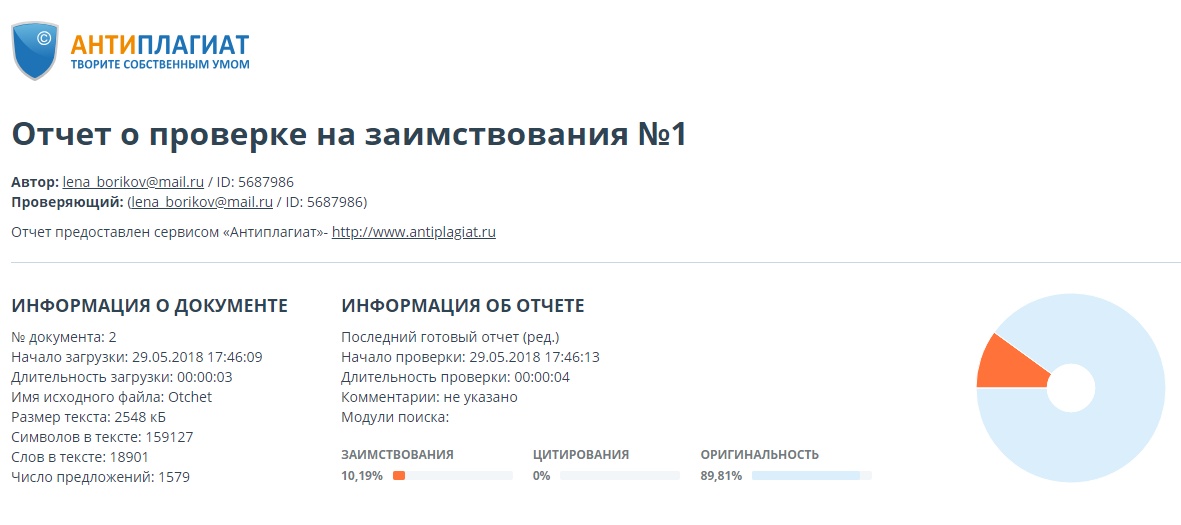 ©
АНТИПЛАГИАТ
ТВОРИТЕ СОБСТВЕННЫМ УМОМ
Отчет о проверке на заимствования №1
Автор: lena_borikov@mail.ru / ID: 5687986
Проверяющий: (lena_borikov@mail.ru / ID: 5687986)
Отчет предоставлен сервисом «Антиплагиат»- http://www.antiplagiat.ru
ИНФОРМАЦИЯ О ДОКУМЕНТЕ
№ документа: 2
Начало загрузки: 29.05.2018 17:46:09
Длительность загрузки: 00:00:03
Имя исходного файла: Otchet
Размер текста: 2548 кБ
Символов в тексте: 159127
Слов в тексте: 18901
Число предложений: 1579
ИНФОРМАЦИЯ ОБ ОТЧЕТЕ
Последний готовый отчет (ред.)
Начало проверки: 29.05.2018 17:46:13
Длительность проверки: 00:00:04
Комментарии: не указано
Модули поиска:
ЗАИМСТВОВАНИЯ
10,19%
ЦИТИРОВАНИЯ
0%
ОРИГИНАЛЬНОСТЬ
89,81%